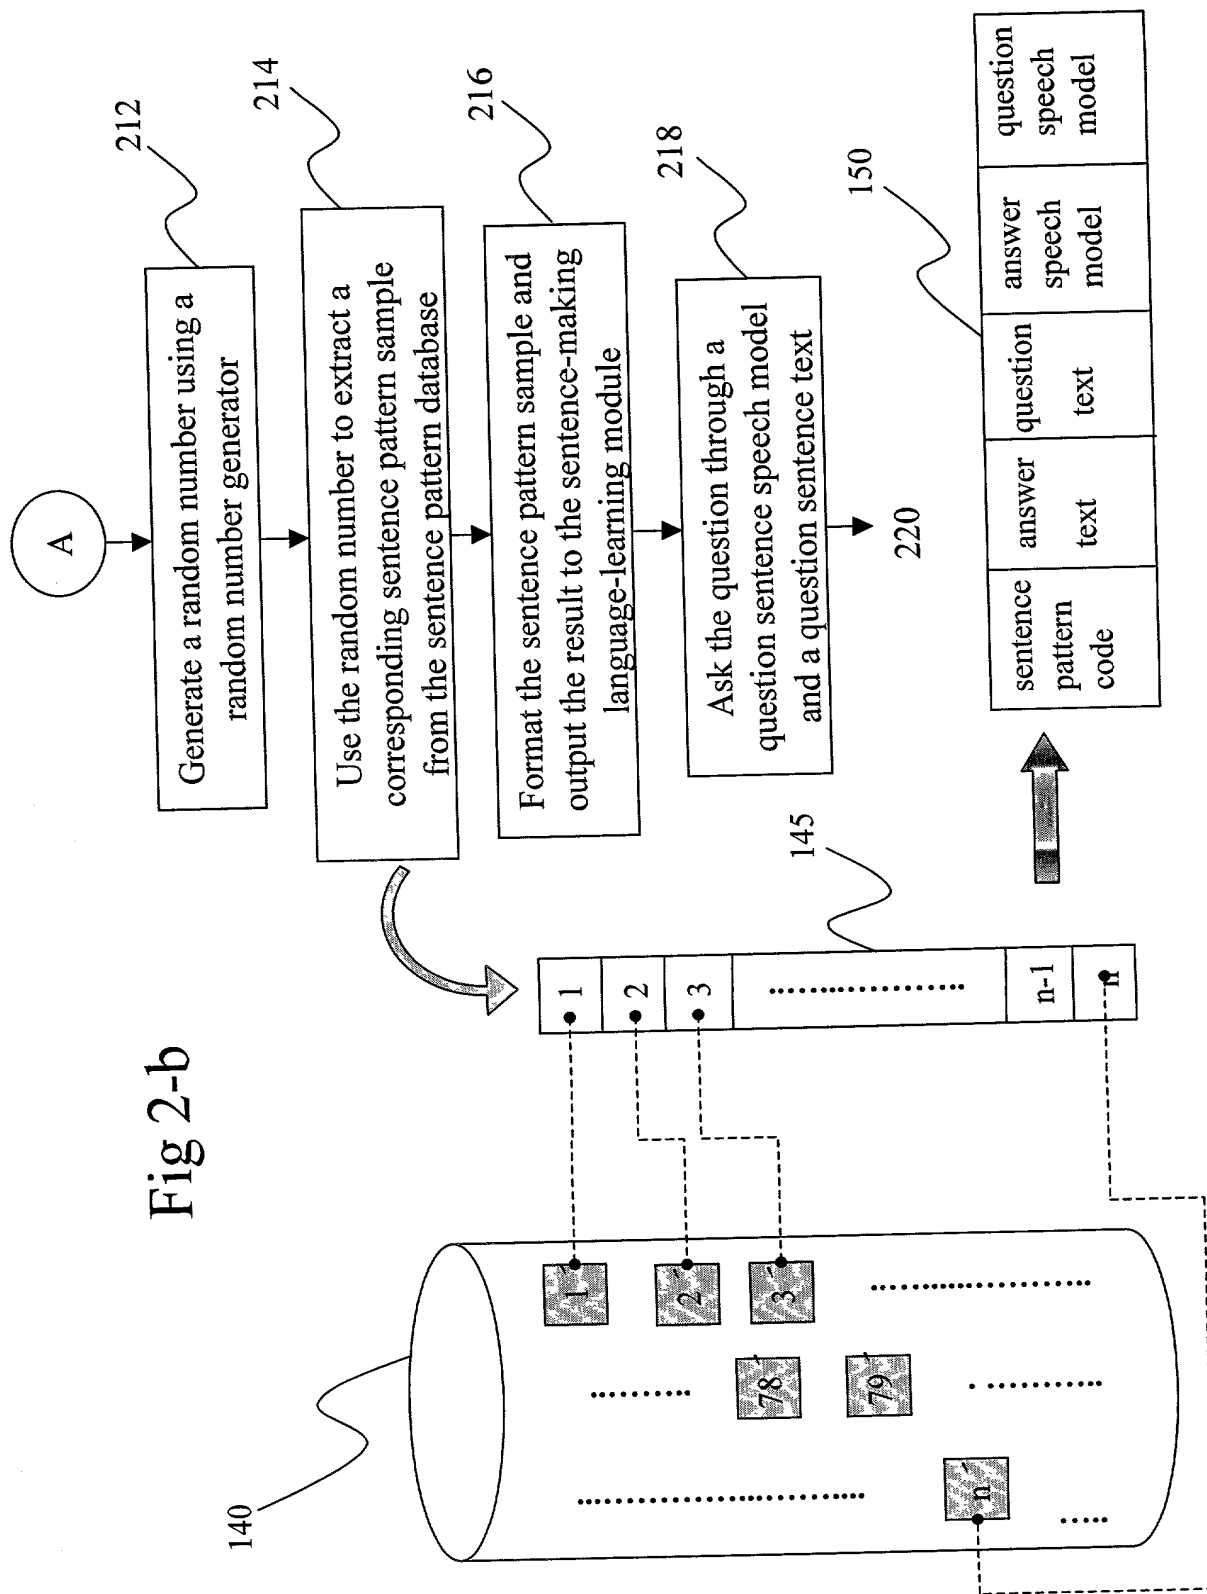 Fig 2-b
A
212
Generate a random number using a
random number generator
214
Use the random number to extract a
corresponding sentence pattern sample
from the sentence pattern database
216
Format the sentence pattern sample and
output the result to the sentence-making
language-learning module
218
Ask the question through a
question sentence speech model
and a question sentence text
220
140
1´
2´
3´
78´
79´
n´
145
1
2
3
n-1
n
150
sentence
pattern
code
answer
text
question
text
answer
speech
model
question
speech
model